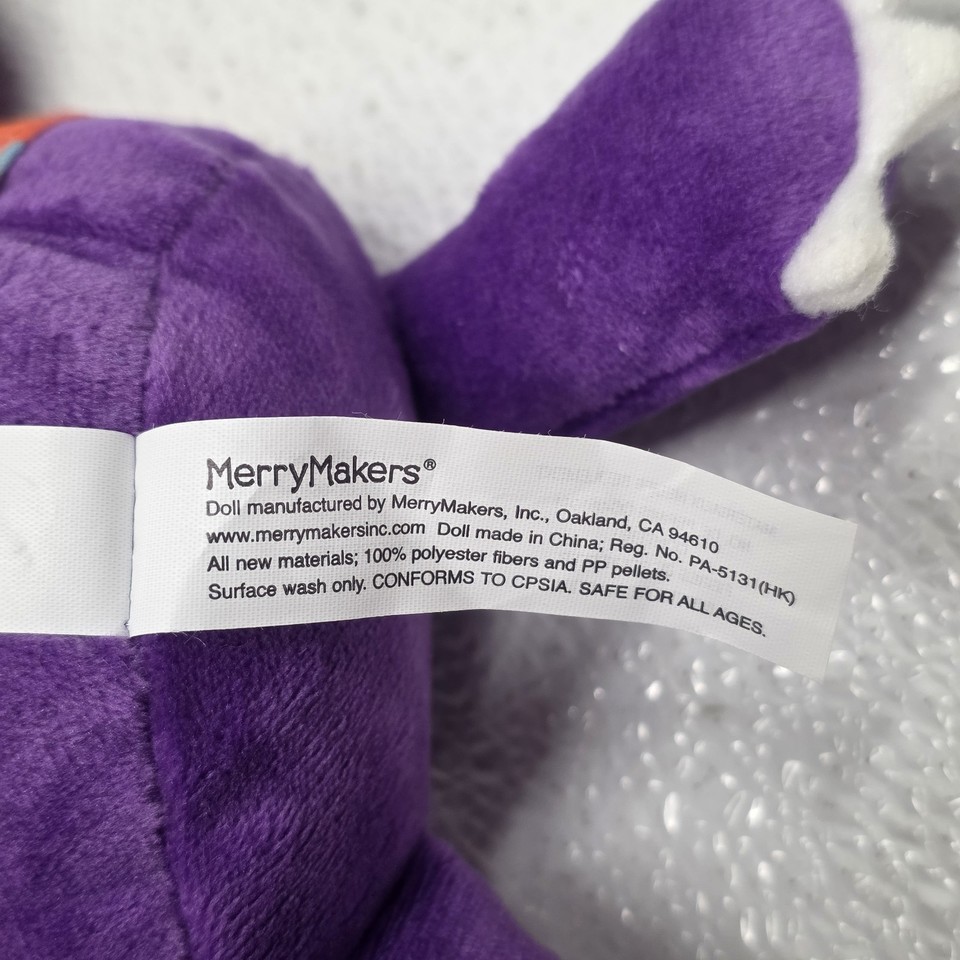 MerryMakers®
Doll manufactured by MerryMakers, Inc., Oakland, CA 94610
www.merrymakersinc.com Doll made in China; Reg. No. PA-5131(HK)
All new materials; 100% polyester fibers and PP pellets.
Surface wash only. CONFORMS TO CPSIA. SAFE FOR ALL AGES.